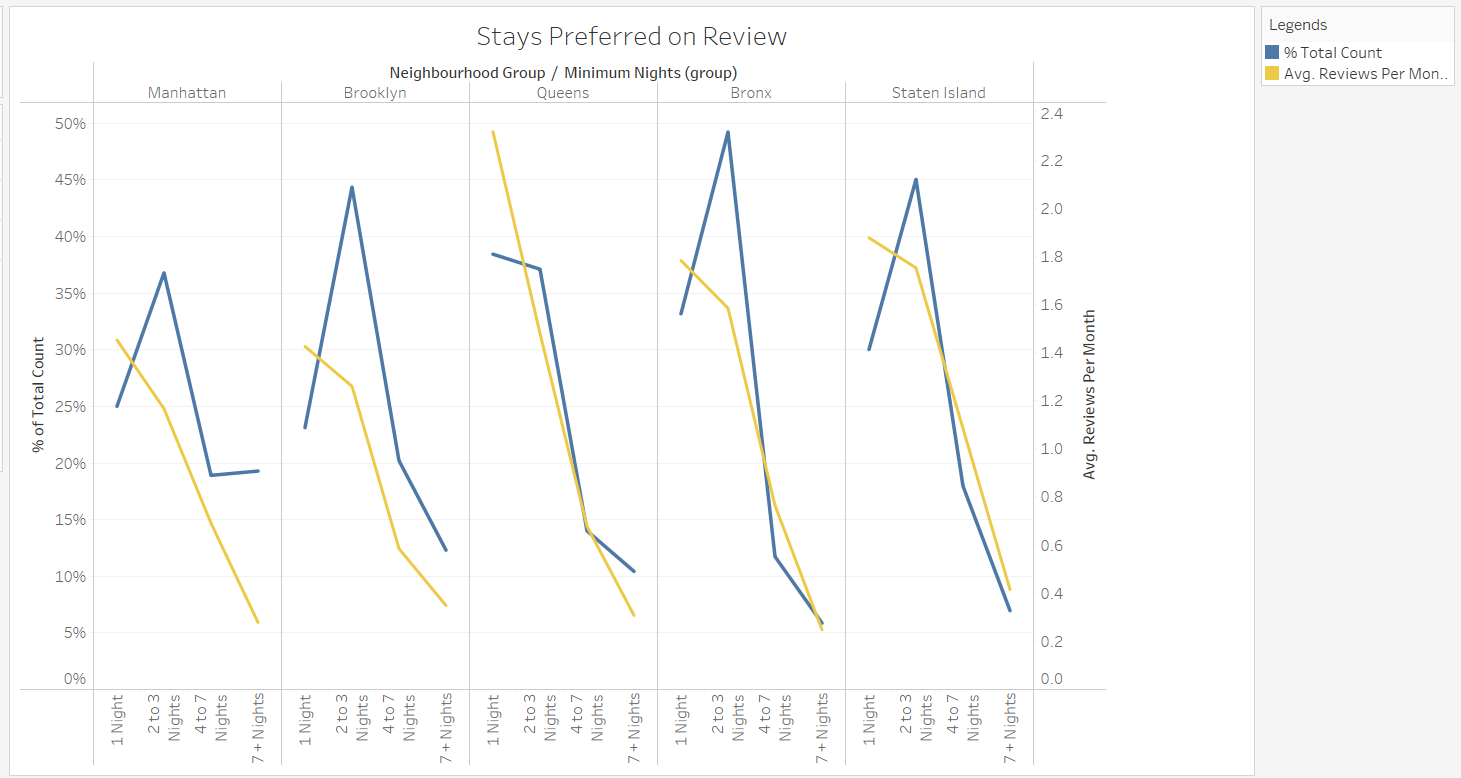 Stays Preferred on Review
Legends
% Total Count
Avg. Reviews Per Mon..
Neighbourhood Group / Minimum Nights (group)
Manhattan
Brooklyn
Queens
Bronx
Staten Island
% of Total Count
50%
45%
40%
35%
30%
25%
20%
15%
10%
5%
0%
2.4
2.2
2.0
1.8
1.6
1.4
1.2
1.0
0.8
0.6
0.4
0.2
0.0
Avg. Reviews Per Month
1 Night
2 to 3
Nights
4 to 7
Nights
7 + Nights
1 Night
2 to 3
Nights
4 to 7
Nights
7 + Nights
1 Night
2 to 3
Nights
4 to 7
Nights
7 + Nights
1 Night
2 to 3
Nights
4 to 7
Nights
7 + Nights
1 Night
2 to 3
Nights
4 to 7
Nights
7 + Nights